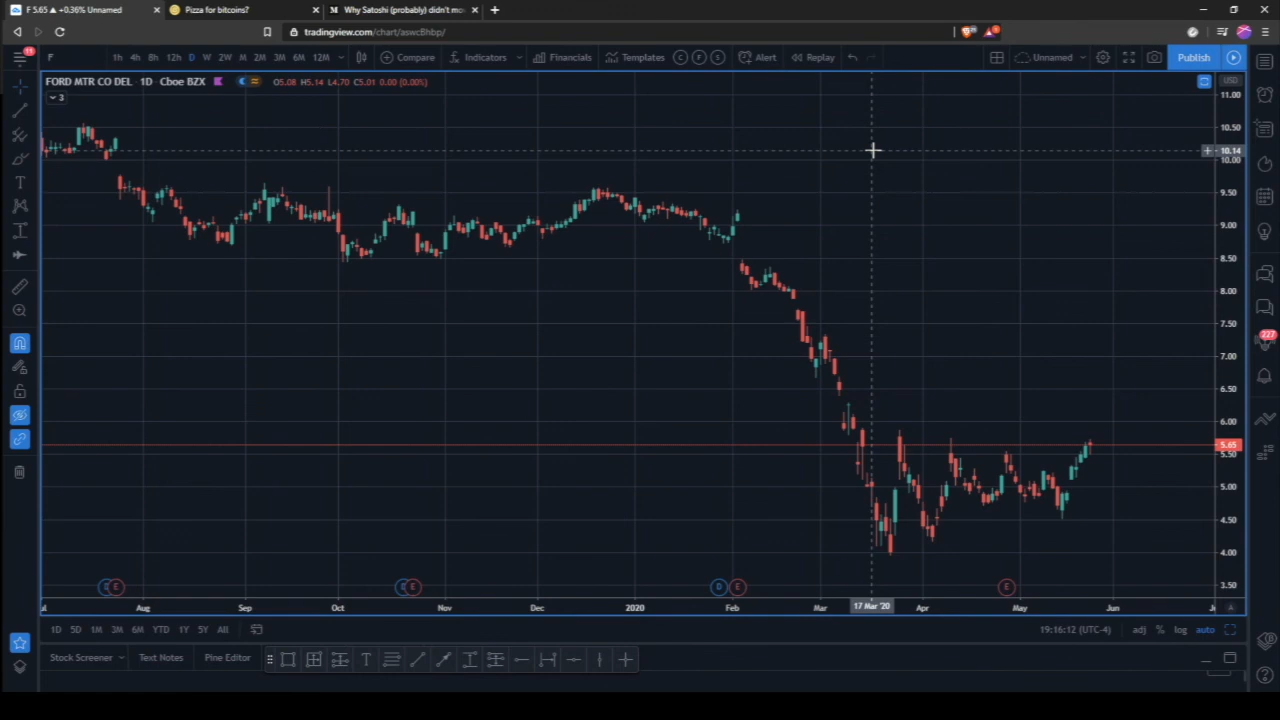 F 5.65 ▲ +0.36% Unnamed
Pizza for bitcoins?
Why Satoshi (probably) didn't mo
tradingview.com/chart/aswcBhbp/
11
F 1h 4h 8h 12h D W 2W M 2M 3M 6M 12M Compare Indicators Financials Templates C F S Alert Replay Unnamed Publish
FORD MTR CO DEL · 1D · Cboe BZX O5.08 H5.14 L4.70 C5.01 0.00 (0.00%)
3
USD
11.00
10.50
10.14
10.00
9.50
9.00
8.50
8.00
7.50
7.00
6.50
6.00
5.65
5.50
5.00
4.50
4.00
3.50
227
D E D E D E E
Aug Sep Oct Nov Dec 2020 Feb Mar 17 Mar '20 Apr May Jun
A
1D 5D 1M 3M 6M YTD 1Y 5Y All
19:16:12 (UTC-4) adj % log auto
Stock Screener Text Notes Pine Editor